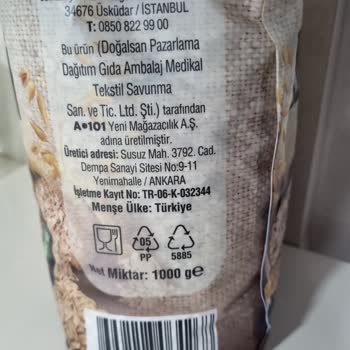 34676 Üsküdar / İSTANBUL
T: 0850 822 99 00
Bu ürün (Doğalsan Pazarlama
Dağıtım Gıda Ambalaj Medikal
Tekstil Savunma
San. ve Tic. Ltd. Şti.) tarafından
A•101 Yeni Mağazacılık A.Ş.
adına üretilmiştir.
Üretici adresi: Susuz Mah. 3792. Cad.
Dempa Sanayi Sitesi No:9-11
Yenimahalle / ANKARA
İşletme Kayıt No: TR-06-K-032344
Menşe Ülke: Türkiye
05
PP
5885
Net Miktar: 1000 g℮